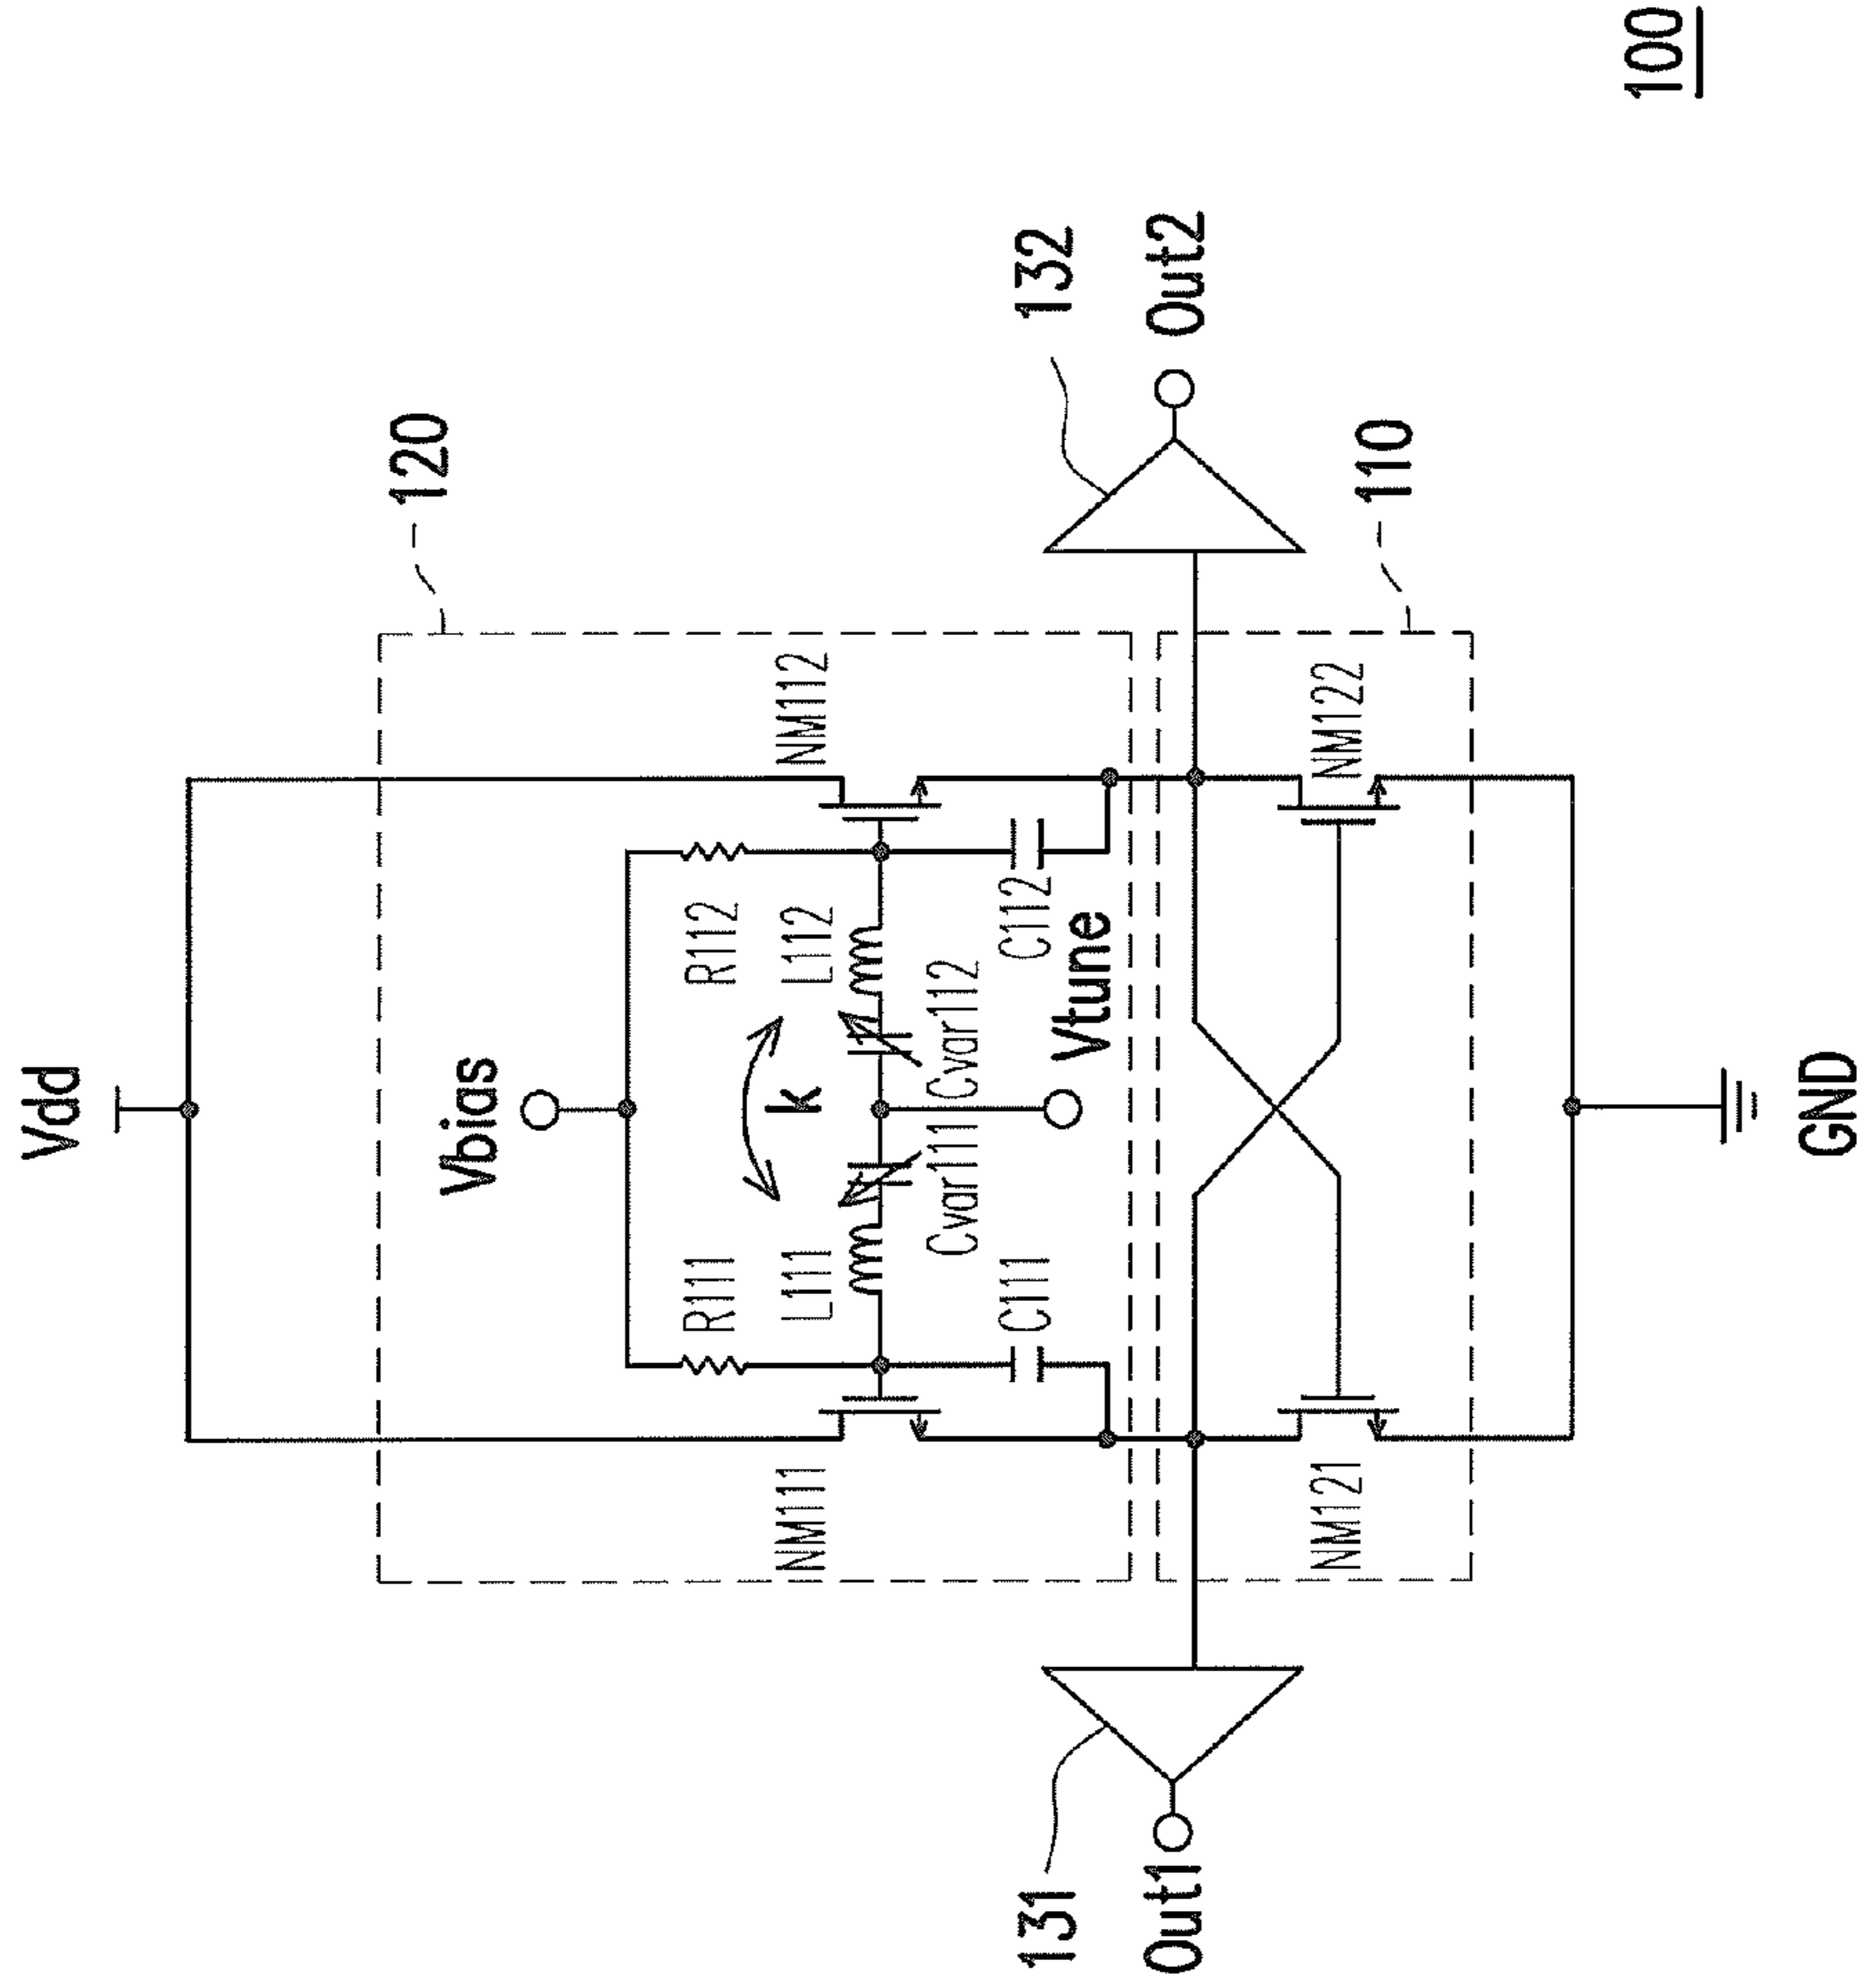 Vdd
120
Vbias
NM111
R111
R112
NM112
k
L111
L112
Cvar111
Cvar112
C111
Vtune
C112
131
132
Out1
Out2
110
NM121
NM122
GND
100